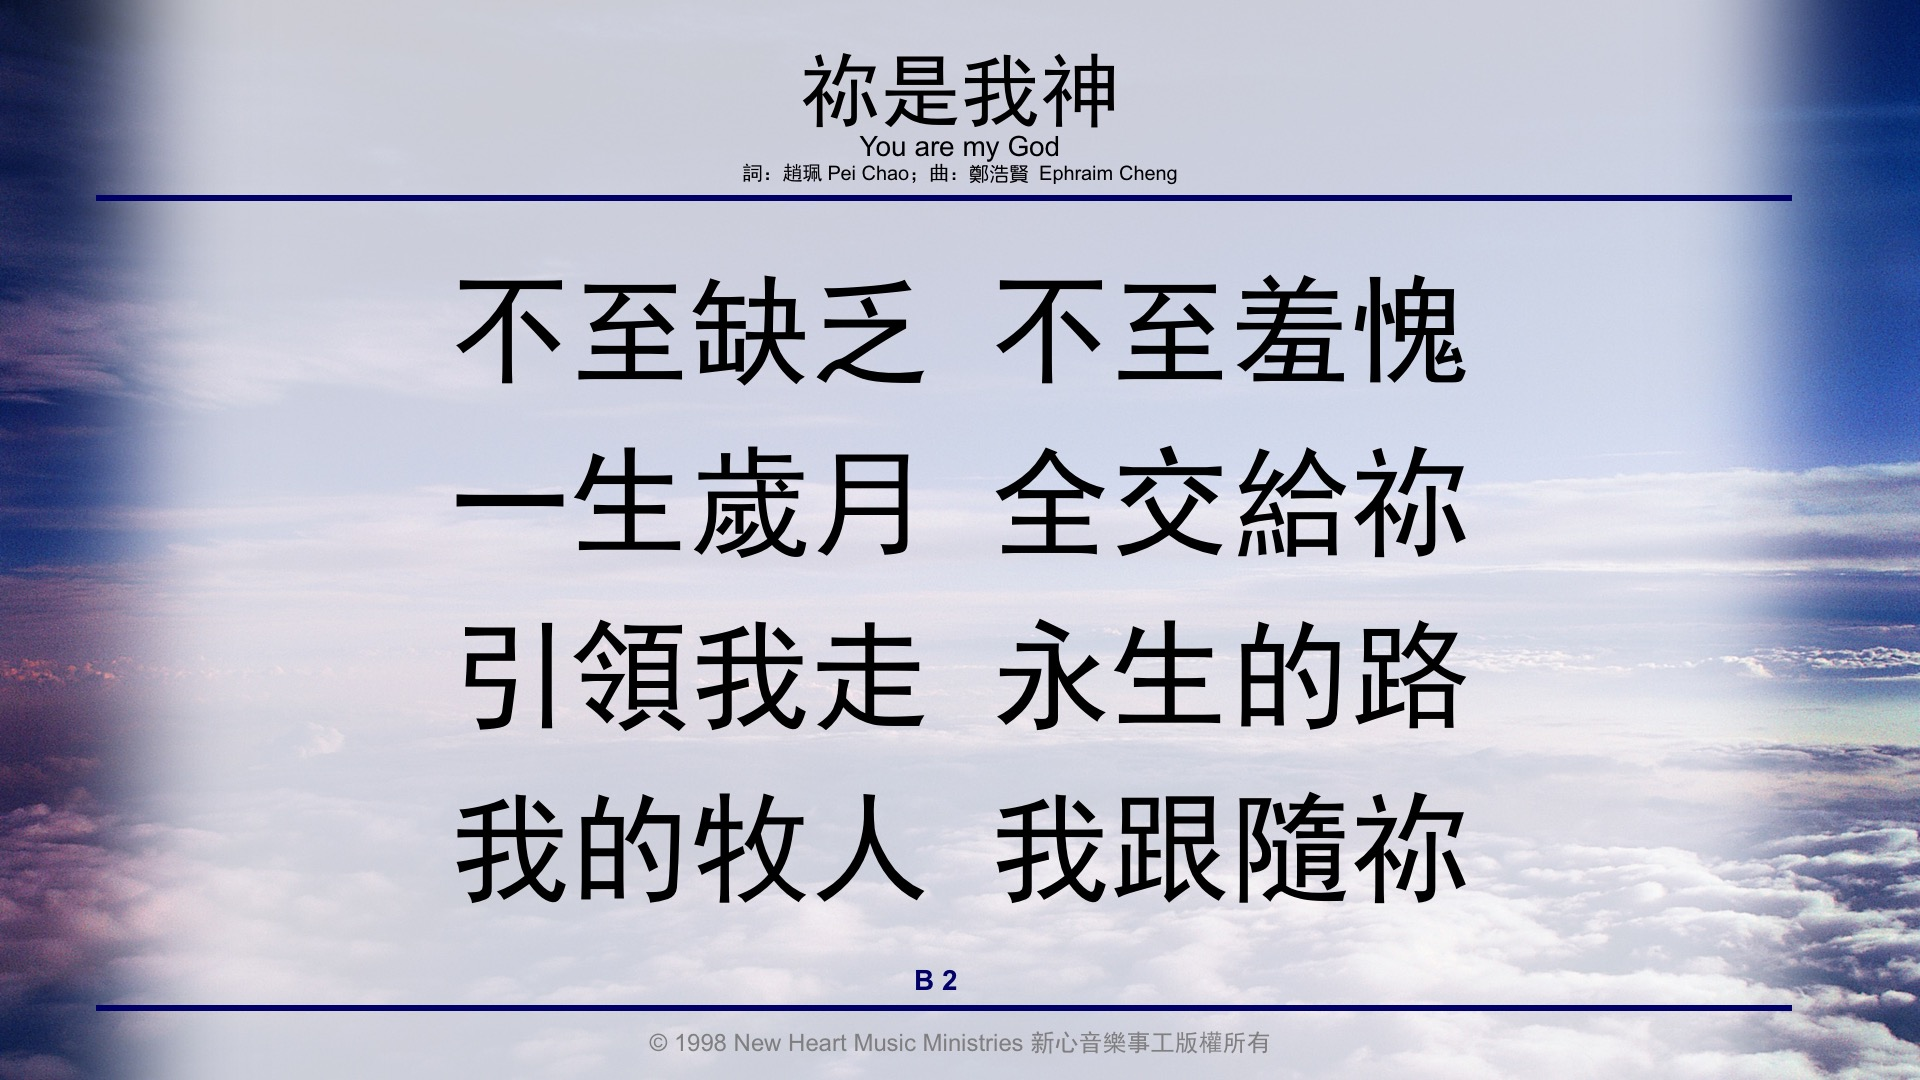 祢是我神
You are my God
詞：趙珮 Pei Chao；曲：鄭浩賢 Ephraim Cheng
不至缺乏 不至羞愧
一生歲月 全交給祢
引領我走 永生的路
我的牧人 我跟隨祢
B 2
© 1998 New Heart Music Ministries 新心音樂事工版權所有